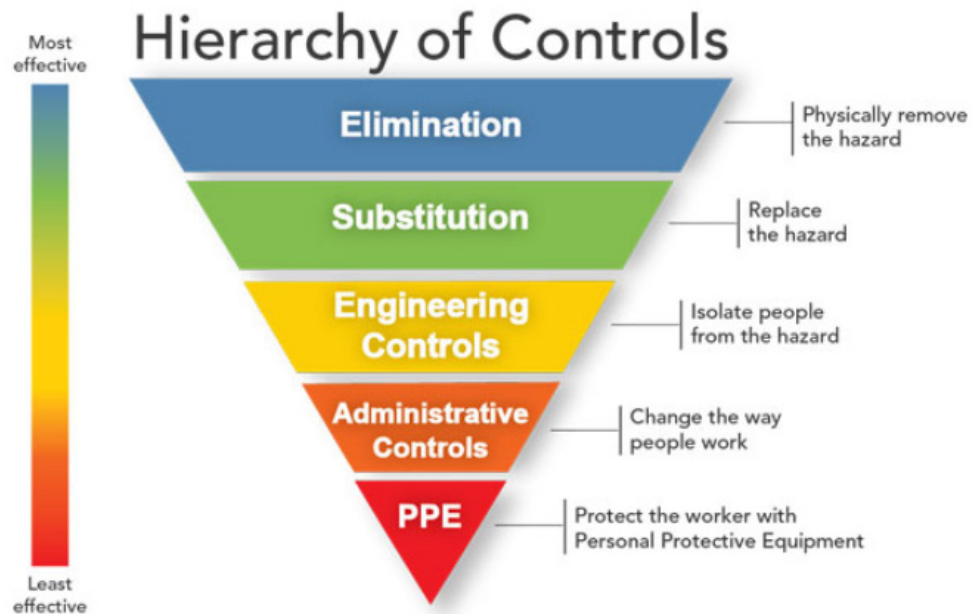 Hierarchy of Controls
Most
effective
Elimination
Physically remove
the hazard
Substitution
Replace
the hazard
Engineering
Controls
Isolate people
from the hazard
Administrative
Controls
Change the way
people work
PPE
Protect the worker with
Personal Protective Equipment
Least
effective